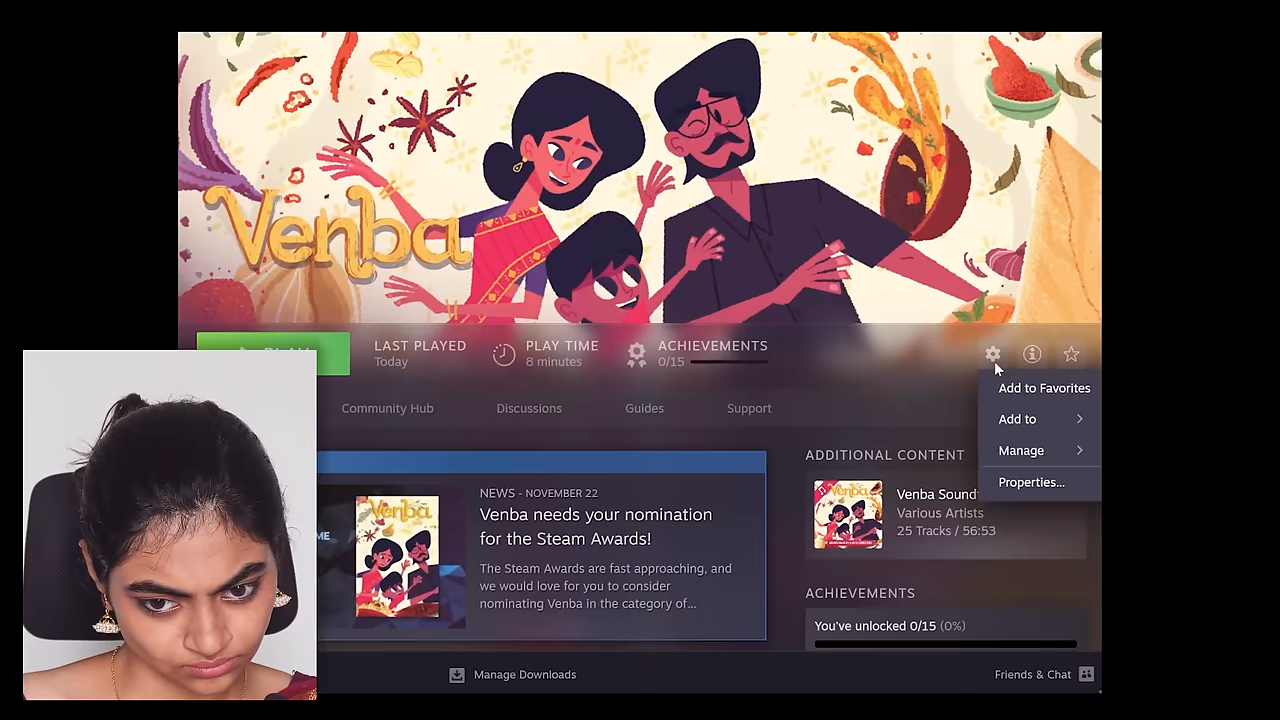 Venba
LAST PLAYED
Today
PLAY TIME
8 minutes
ACHIEVEMENTS
0/15
Add to Favorites
Add to
Manage
Properties...
Community Hub
Discussions
Guides
Support
NEWS - NOVEMBER 22
Venba needs your nomination
for the Steam Awards!
The Steam Awards are fast approaching, and
we would love for you to consider
nominating Venba in the category of...
Venba
ADDITIONAL CONTENT
Venba
Venba Sound
Various Artists
25 Tracks / 56:53
ACHIEVEMENTS
You've unlocked 0/15 (0%)
Manage Downloads
Friends & Chat